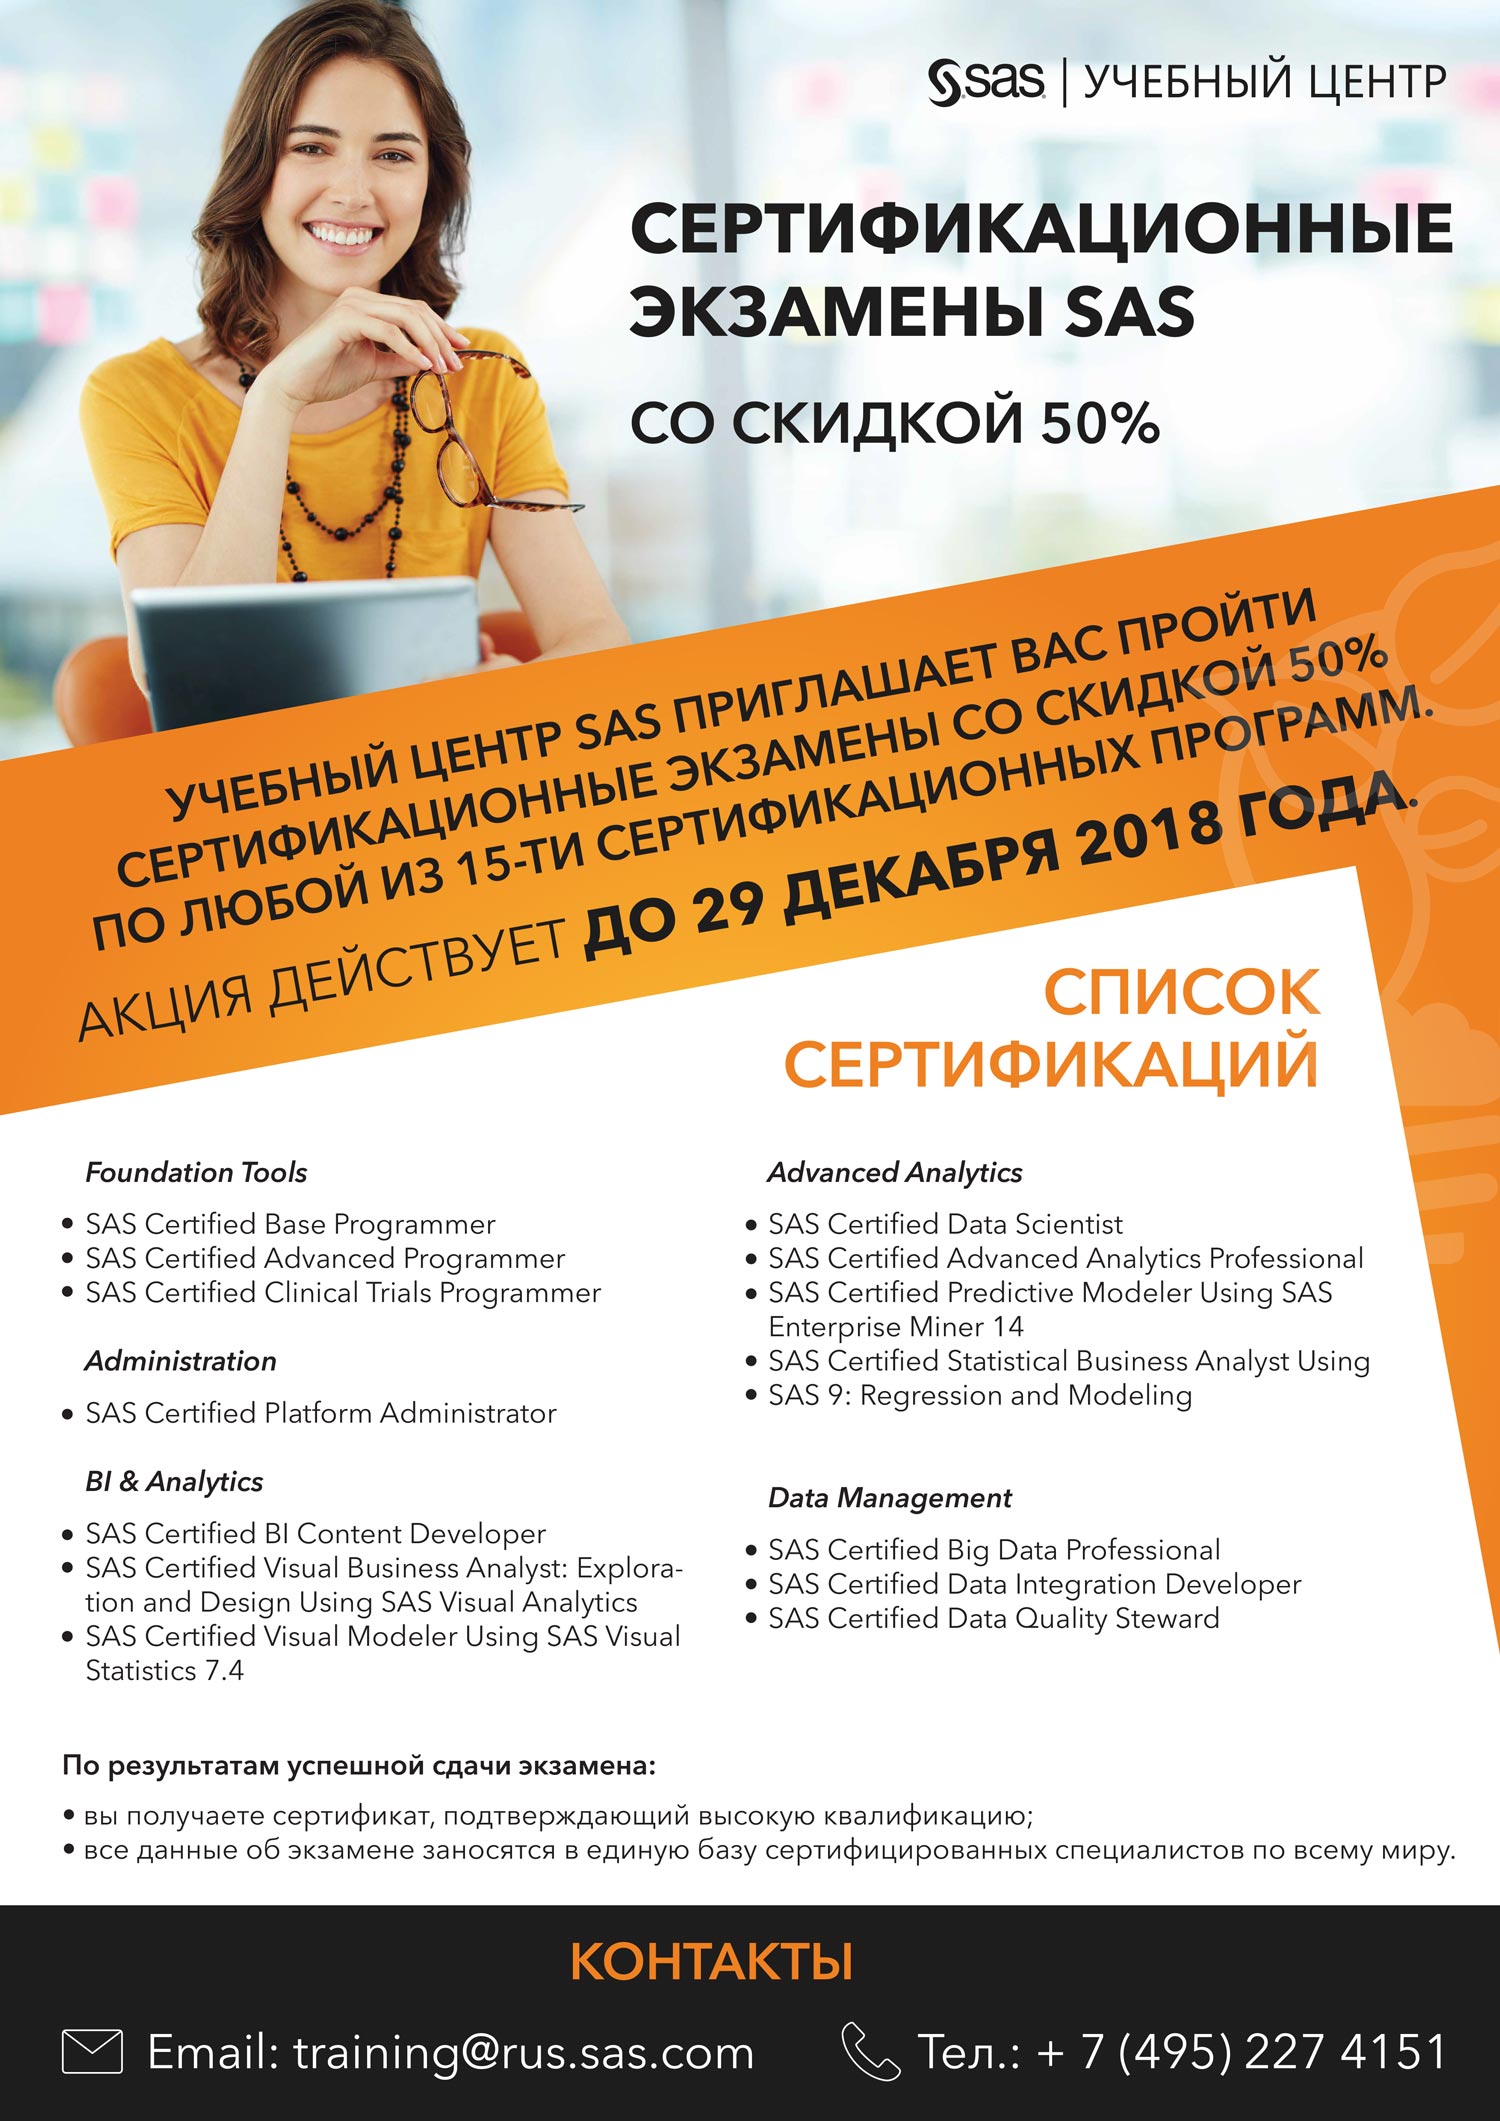 sas | УЧЕБНЫЙ ЦЕНТР
СЕРТИФИКАЦИОННЫЕ
ЭКЗАМЕНЫ SAS
СО СКИДКОЙ 50%
УЧЕБНЫЙ ЦЕНТР SAS ПРИГЛАШАЕТ ВАС ПРОЙТИ
СЕРТИФИКАЦИОННЫЕ ЭКЗАМЕНЫ СО СКИДКОЙ 50%
ПО ЛЮБОЙ ИЗ 15-ТИ СЕРТИФИКАЦИОННЫХ ПРОГРАММ.
АКЦИЯ ДЕЙСТВУЕТ ДО 29 ДЕКАБРЯ 2018 ГОДА.
СПИСОК
СЕРТИФИКАЦИЙ
Foundation Tools
• SAS Certified Base Programmer
• SAS Certified Advanced Programmer
• SAS Certified Clinical Trials Programmer
Administration
• SAS Certified Platform Administrator
BI & Analytics
• SAS Certified BI Content Developer
• SAS Certified Visual Business Analyst: Explora-
tion and Design Using SAS Visual Analytics
• SAS Certified Visual Modeler Using SAS Visual
Statistics 7.4
Advanced Analytics
• SAS Certified Data Scientist
• SAS Certified Advanced Analytics Professional
• SAS Certified Predictive Modeler Using SAS
Enterprise Miner 14
• SAS Certified Statistical Business Analyst Using
• SAS 9: Regression and Modeling
Data Management
• SAS Certified Big Data Professional
• SAS Certified Data Integration Developer
• SAS Certified Data Quality Steward
По результатам успешной сдачи экзамена:
• вы получаете сертификат, подтверждающий высокую квалификацию;
• все данные об экзамене заносятся в единую базу сертифицированных специалистов по всему миру.
КОНТАКТЫ
Email: training@rus.sas.com
Тел.: + 7 (495) 227 4151